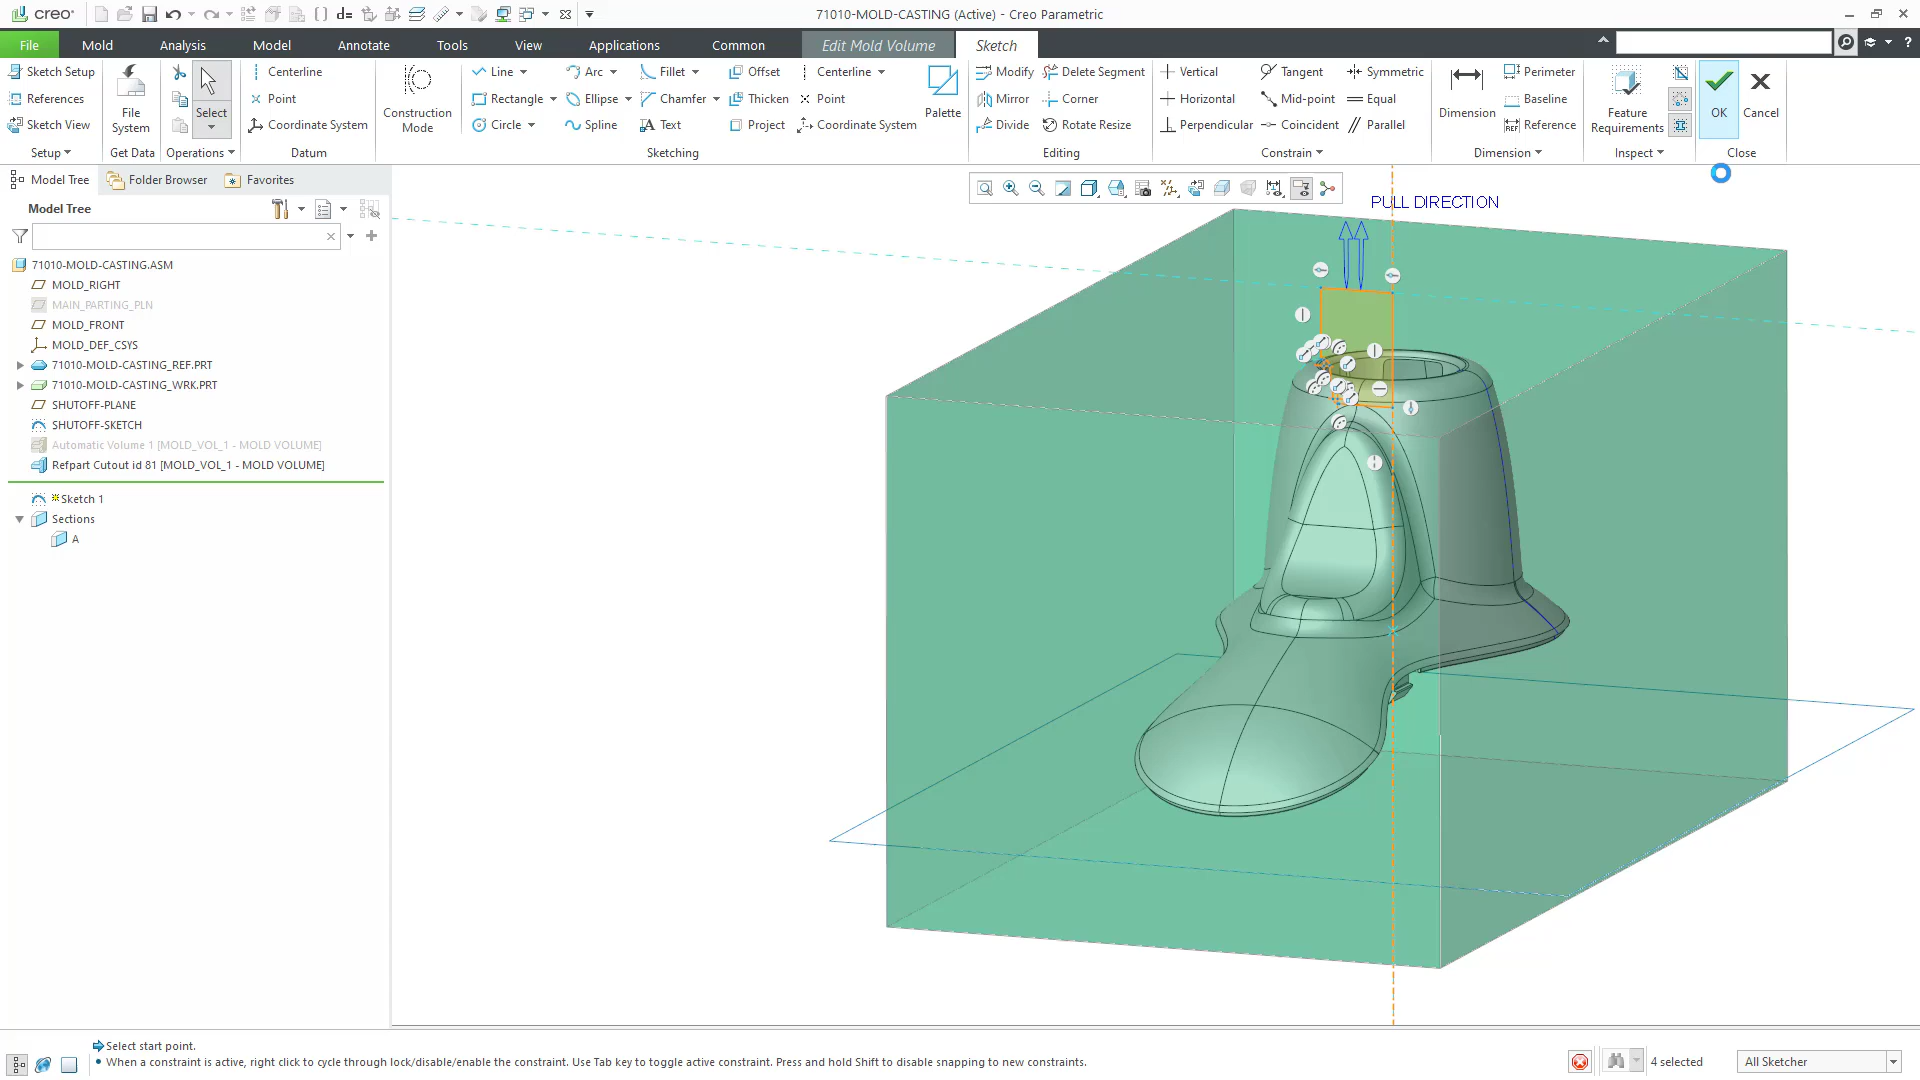 creo®
71010-MOLD-CASTING (Active) - Creo Parametric
File Mold Analysis Model Annotate Tools View Applications Common Edit Mold Volume Sketch
Sketch Setup
References
Sketch View
Setup
File System
Get Data
Select
Operations
Centerline
Point
Coordinate System
Datum
Construction Mode
Line Arc Fillet Offset Centerline
Rectangle Ellipse Chamfer Thicken Point
Circle Spline Text Project Coordinate System
Palette
Sketching
Modify Delete Segment
Mirror Corner
Divide Rotate Resize
Editing
Vertical Tangent Symmetric
Horizontal Mid-point Equal
Perpendicular Coincident Parallel
Constrain
Dimension
Perimeter
Baseline
REF Reference
Dimension
Feature Requirements
Inspect
OK
Cancel
Close
Model Tree Folder Browser Favorites
Model Tree
71010-MOLD-CASTING.ASM
MOLD_RIGHT
MAIN_PARTING_PLN
MOLD_FRONT
MOLD_DEF_CSYS
71010-MOLD-CASTING_REF.PRT
71010-MOLD-CASTING_WRK.PRT
SHUTOFF-PLANE
SHUTOFF-SKETCH
Automatic Volume 1 [MOLD_VOL_1 - MOLD VOLUME]
Refpart Cutout id 81 [MOLD_VOL_1 - MOLD VOLUME]
Sketch 1
Sections
A
PULL DIRECTION
Select start point.
• When a constraint is active, right click to cycle through lock/disable/enable the constraint. Use Tab key to toggle active constraint. Press and hold Shift to disable snapping to new constraints.
4 selected
All Sketcher